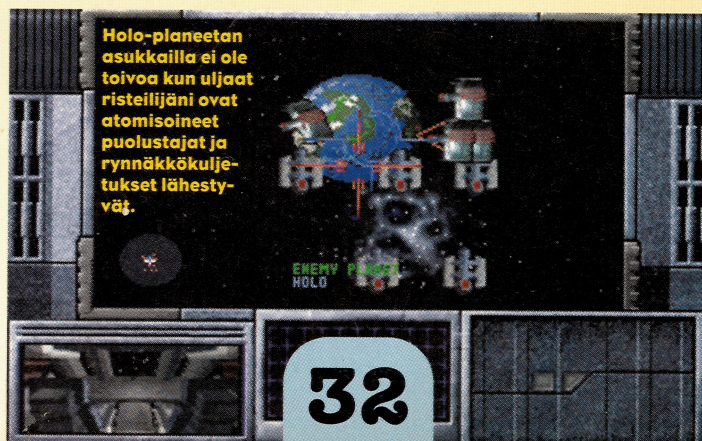 Holo-planeetan
asukkailla ei ole
toivoa kun uljaat
risteilijäni ovat
atomisoineet
puolustajat ja
rynnäkkökulje-
tukset lähesty-
vät.
ENEMY PLANET
HOLO
32